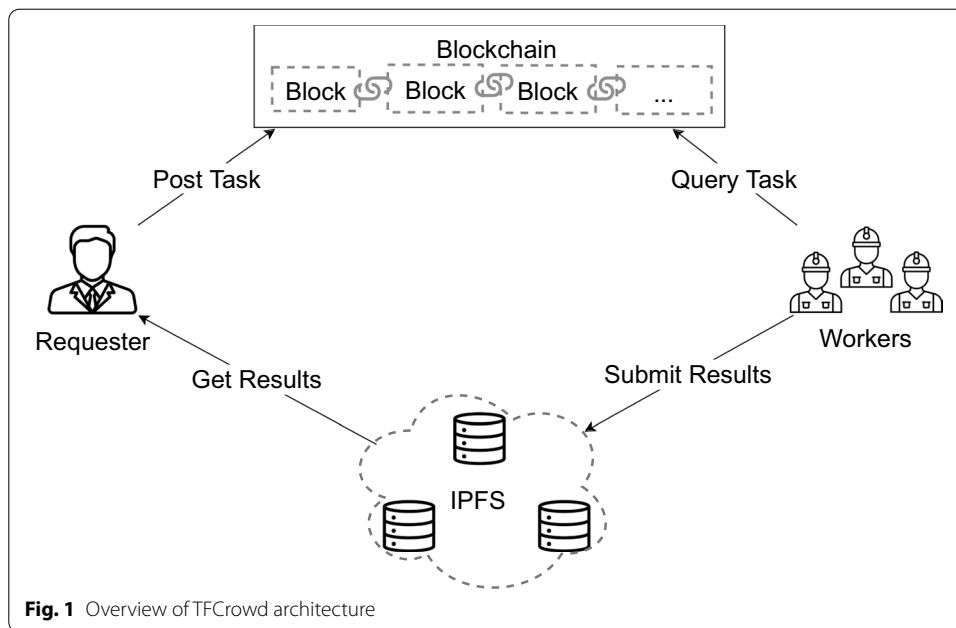 Blockchain
Block Block Block ...
Post Task Query Task
Requester Workers
Get Results Submit Results
IPFS
Fig. 1 Overview of TFCrowd architecture